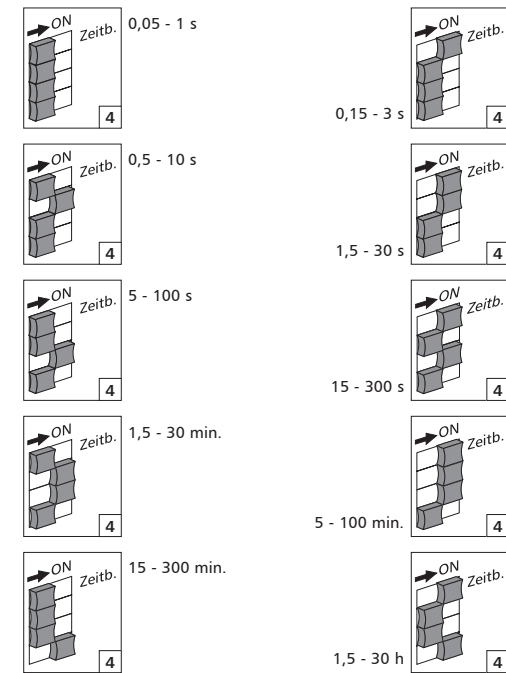 ON Zeitb. 0,05 - 1 s
4
ON Zeitb.
0,15 - 3 s
4
ON Zeitb. 0,5 - 10 s
4
ON Zeitb.
1,5 - 30 s
4
ON Zeitb. 5 - 100 s
4
ON Zeitb.
15 - 300 s
4
ON Zeitb. 1,5 - 30 min.
4
ON Zeitb.
5 - 100 min.
4
ON Zeitb. 15 - 300 min.
4
ON Zeitb.
1,5 - 30 h
4